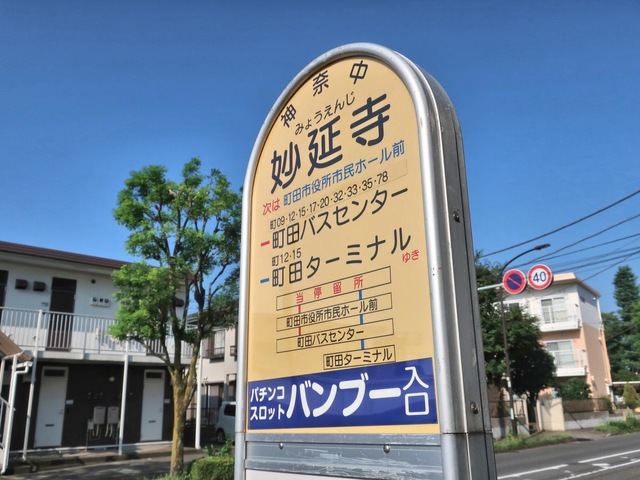 神奈中
みょうえんじ
妙延寺
次は 町田市役所市民ホール前
町09·12·15·17·20·32·33·35·78
町田バスセンター
町12·15
町田ターミナル ゆき
当停留所
町田市役所市民ホール前
町田バスセンター
町田ターミナル
パチンコ
スロット バンブー 入口
40